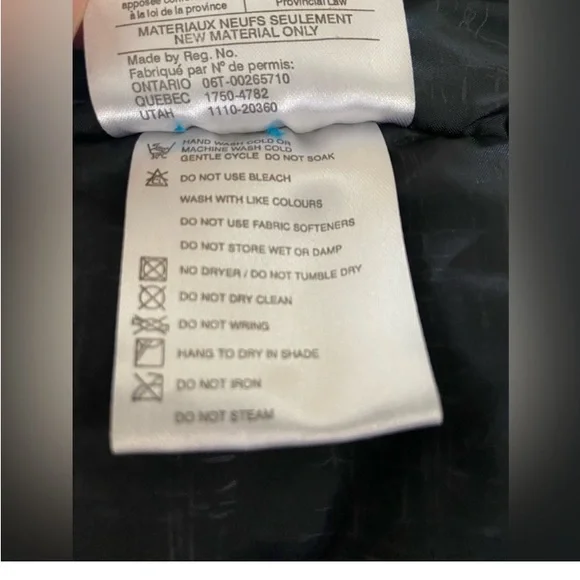 apposée
à la loi de la province
Provincial Law
MATERIAUX NEUFS SEULEMENT
NEW MATERIAL ONLY
Made by Reg. No.
Fabriqué par Nº de permis:
ONTARIO 06T-00265710
QUEBEC 1750-4782
UTAH 1110-20360
HAND WASH COLD OR
MACHINE WASH COLD
GENTLE CYCLE DO NOT SOAK
DO NOT USE BLEACH
WASH WITH LIKE COLOURS
DO NOT USE FABRIC SOFTENERS
DO NOT STORE WET OR DAMP
NO DRYER / DO NOT TUMBLE DRY
DO NOT DRY CLEAN
DO NOT WRING
HANG TO DRY IN SHADE
DO NOT IRON
DO NOT STEAM